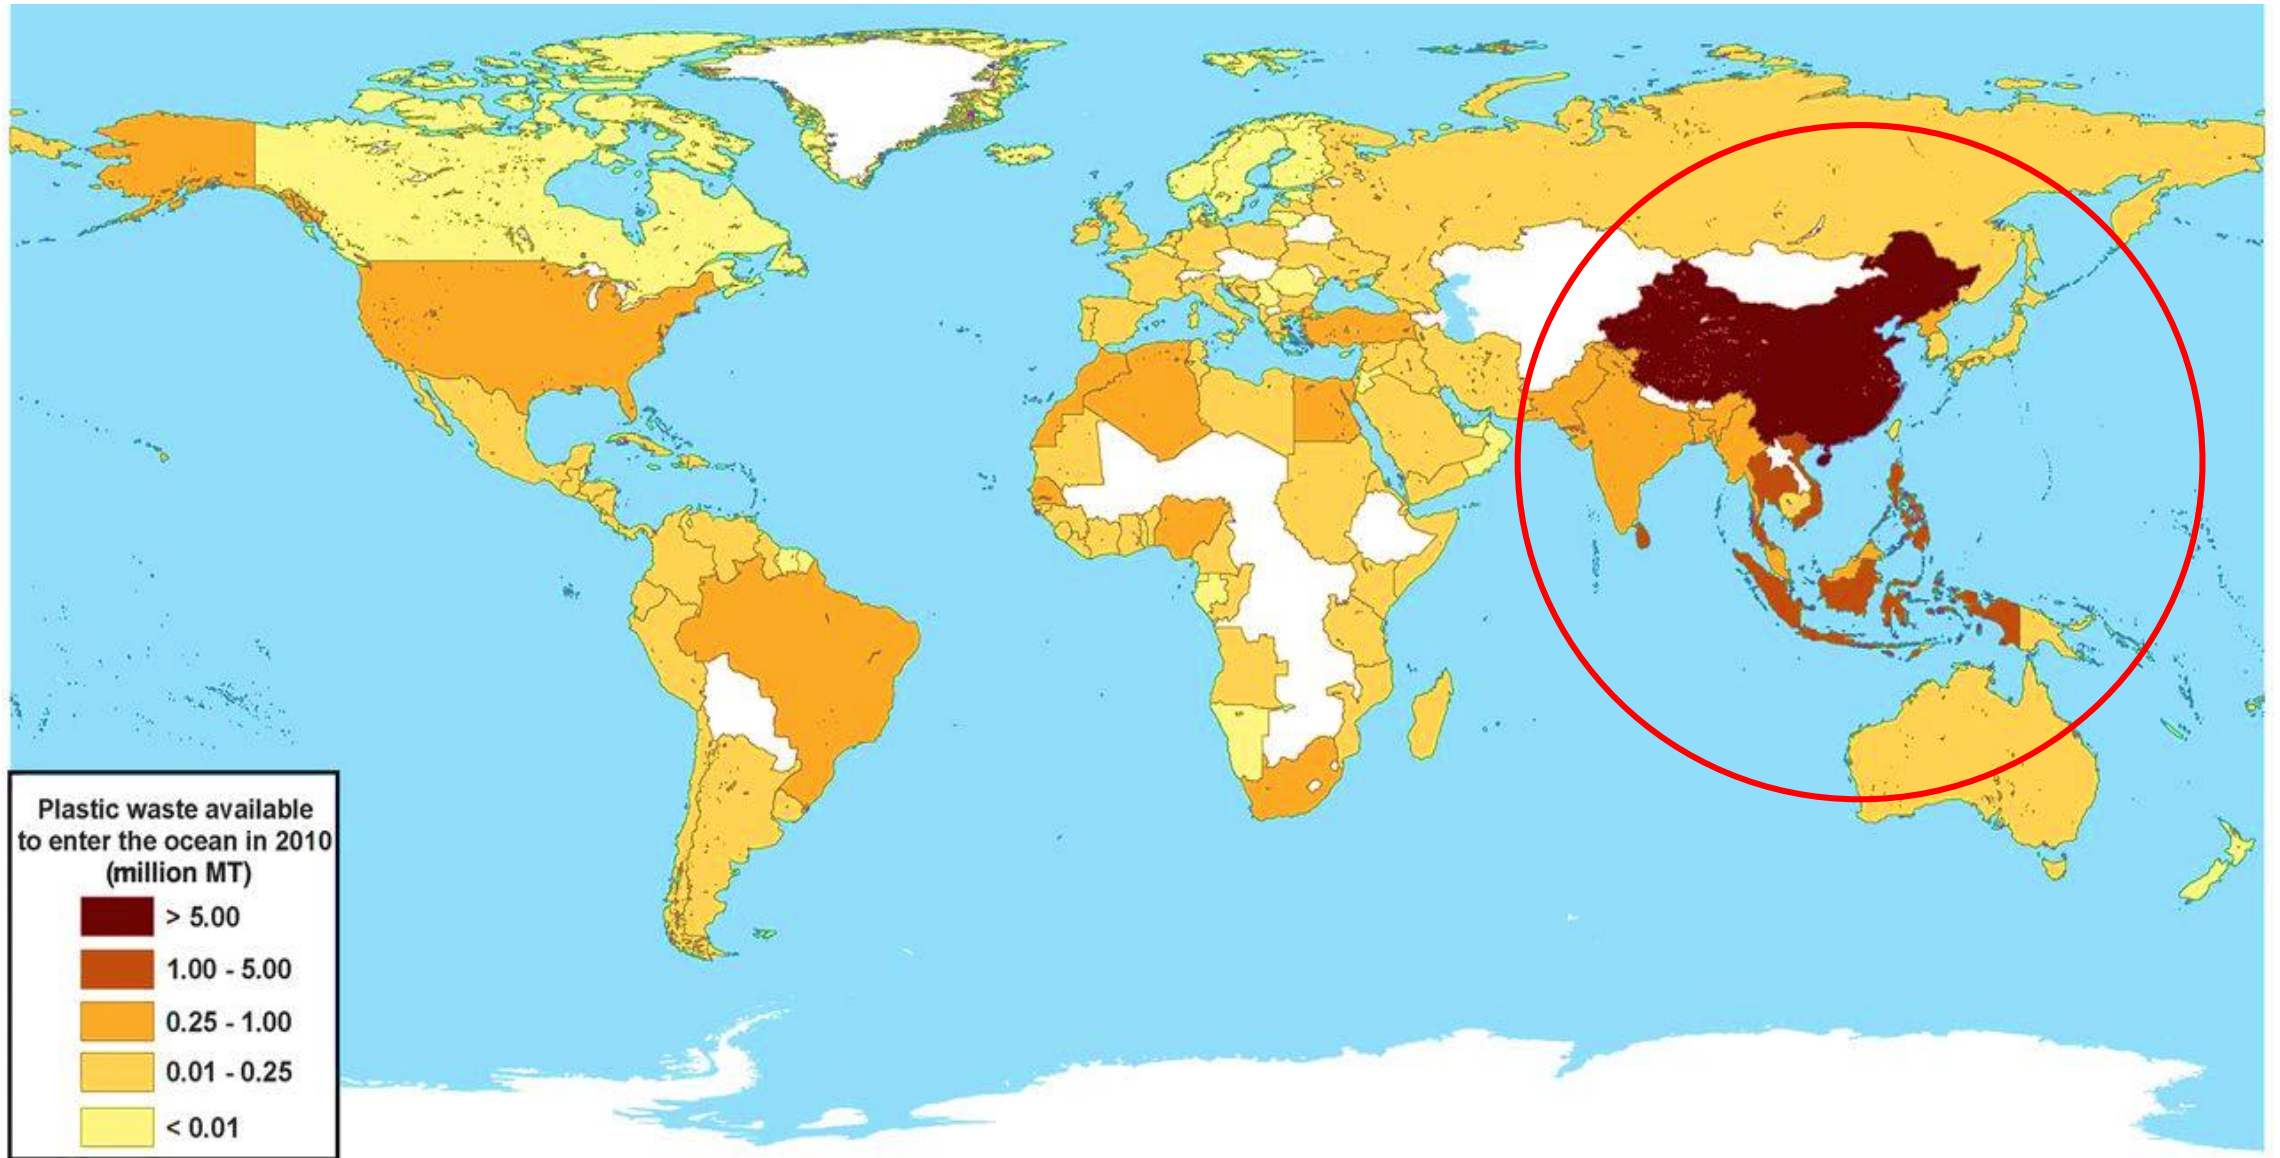 Plastic waste available
to enter the ocean in 2010
(million MT)
> 5.00
1.00 - 5.00
0.25 - 1.00
0.01 - 0.25
< 0.01